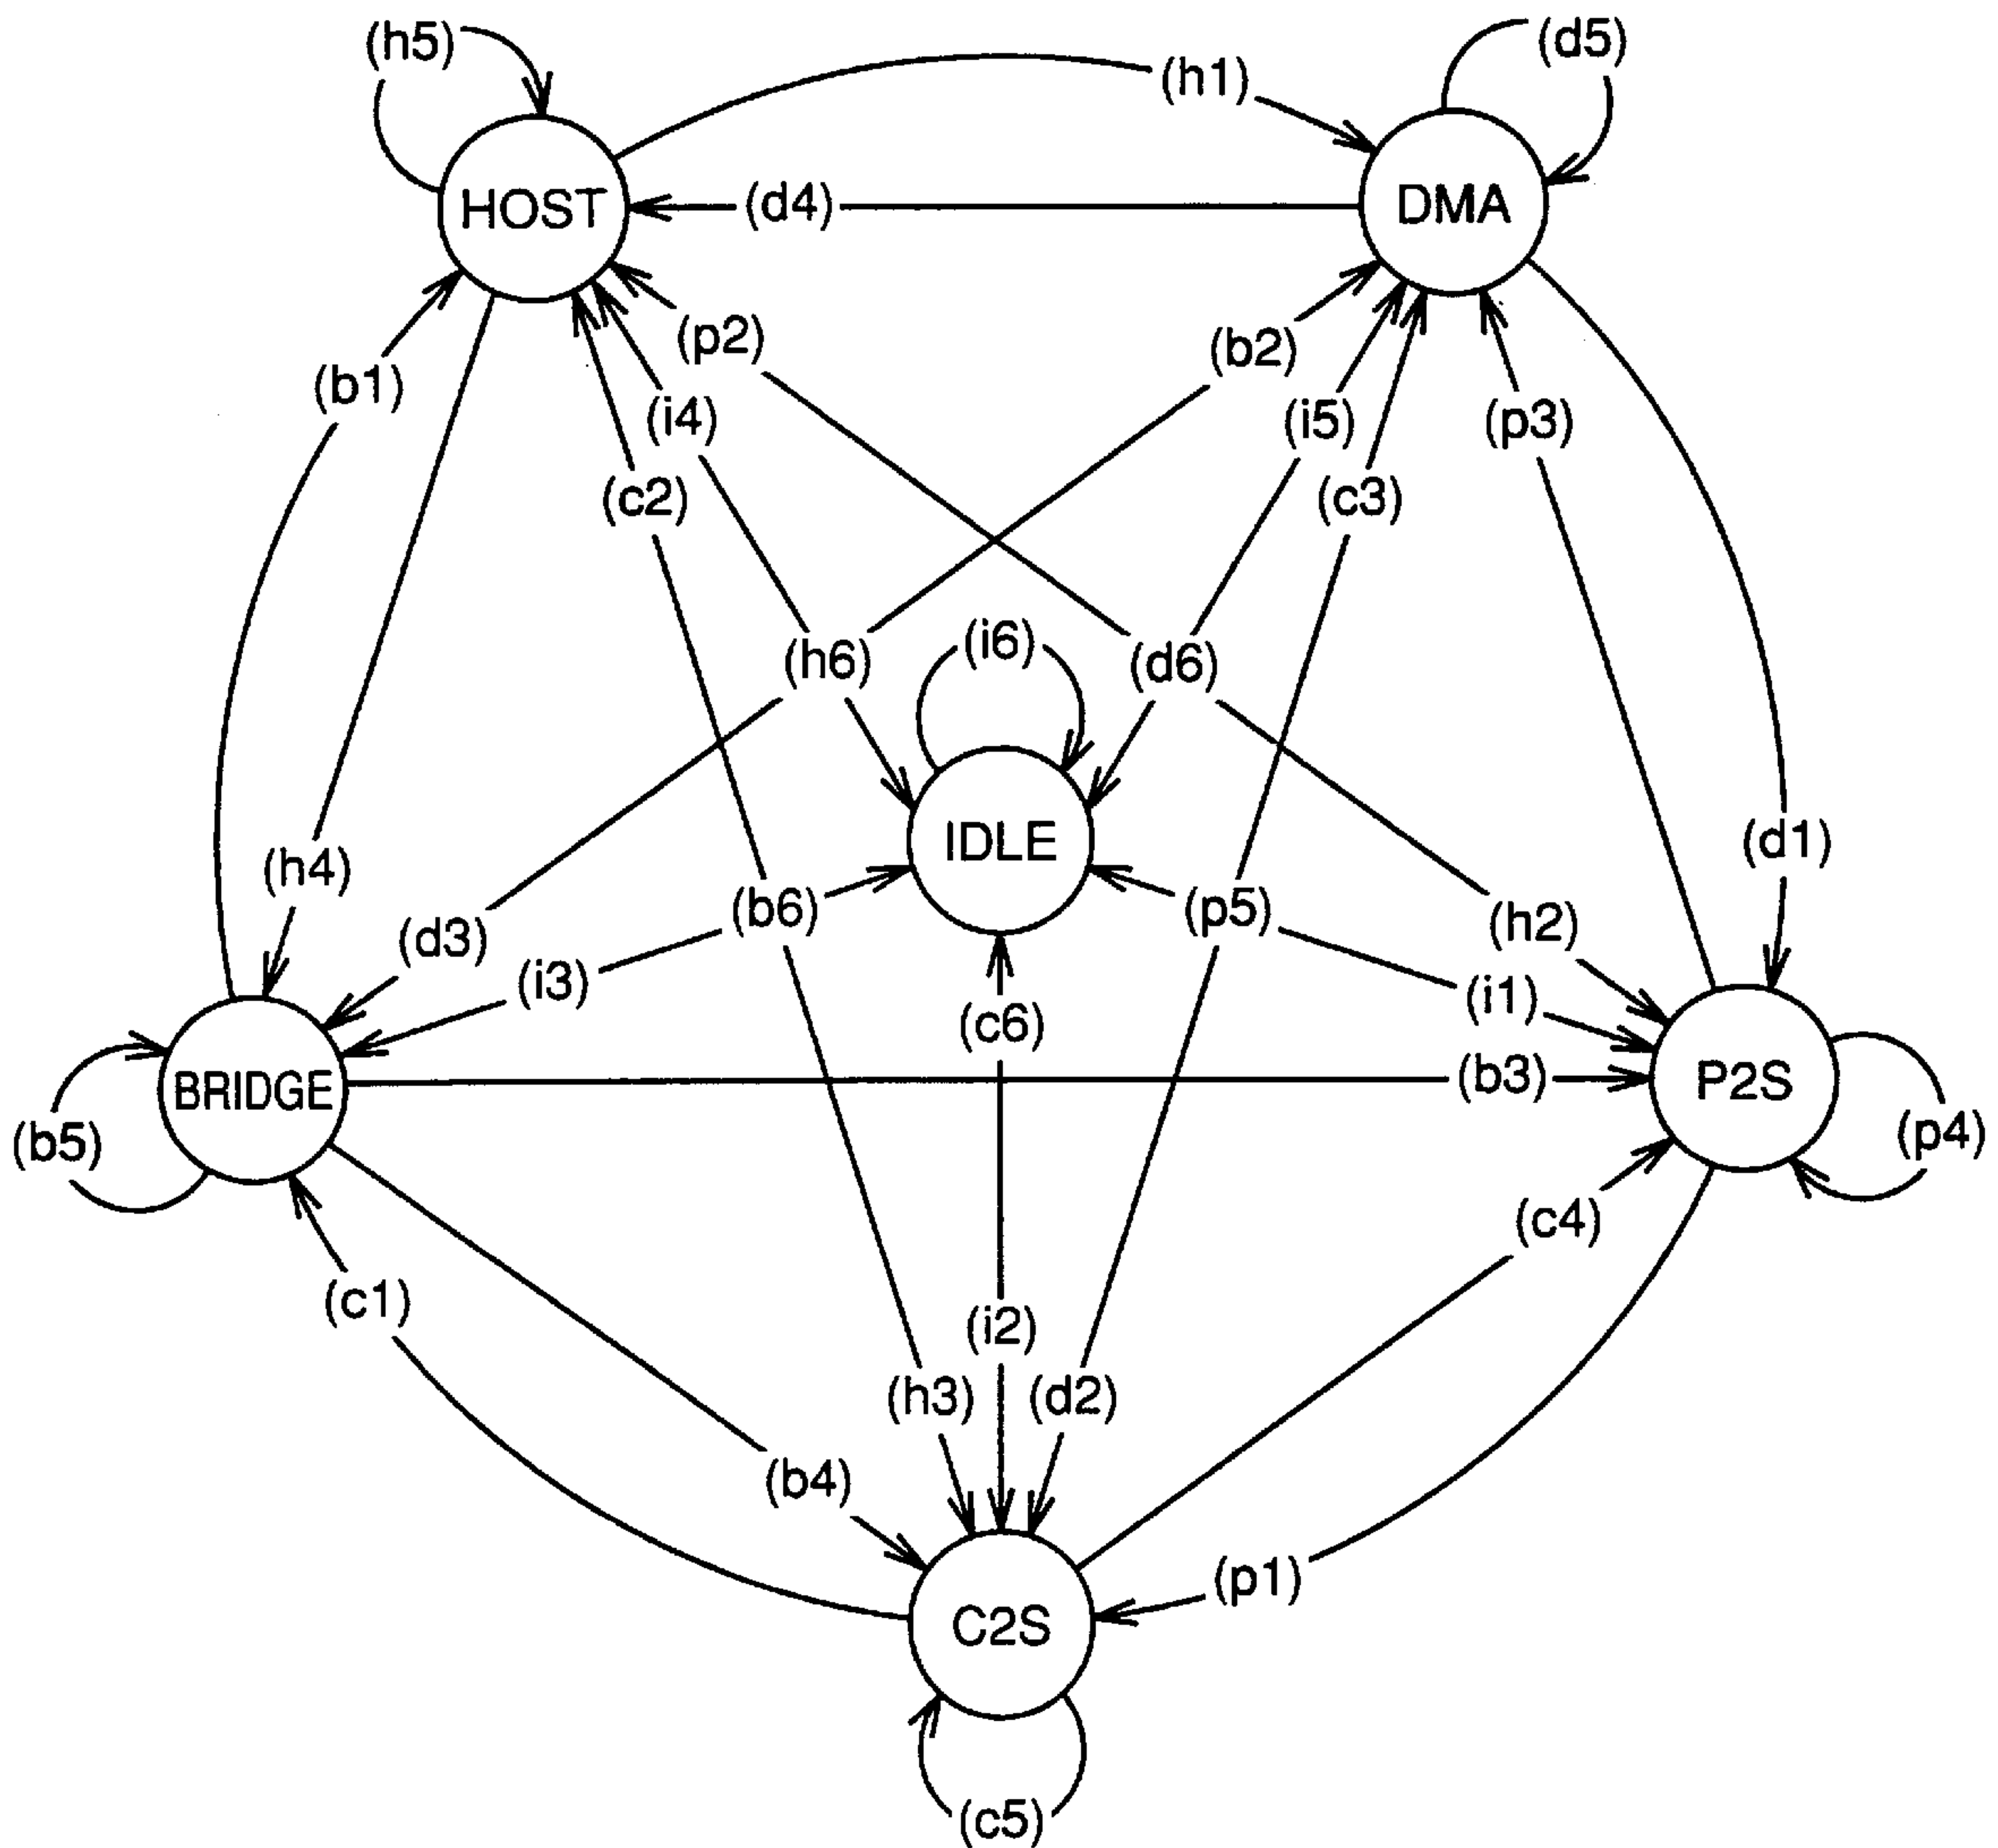 (h5)
(d5)
(h1)
HOST
(d4)
DMA
(p2)
(b2)
(b1)
(i4)
(i5)
(p3)
(c2)
(c3)
(h6)
(i6)
(d6)
IDLE
(d1)
(h4)
(b6)
(p5)
(h2)
(d3)
(i3)
(i1)
(c6)
BRIDGE
(b3)
P2S
(b5)
(p4)
(c4)
(c1)
(i2)
(h3)
(d2)
(b4)
(p1)
C2S
(c5)